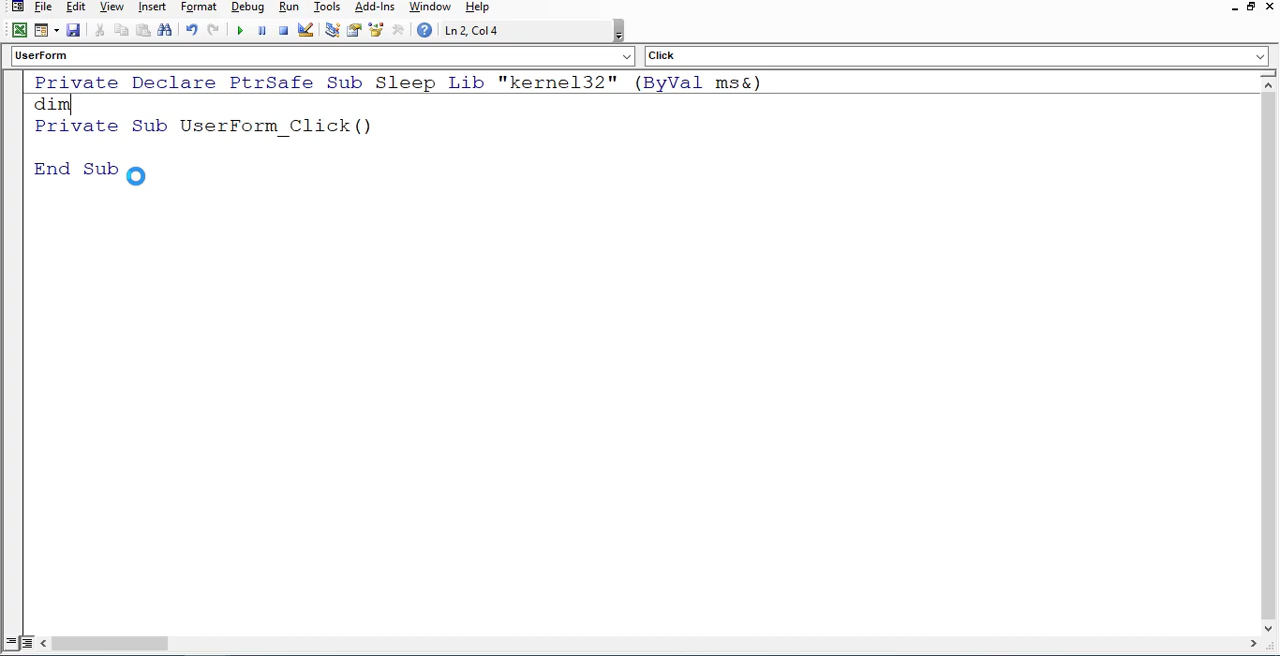 File Edit View Insert Format Debug Run Tools Add-Ins Window Help
Ln 2, Col 4
UserForm Click
Private Declare PtrSafe Sub Sleep Lib "kernel32" (ByVal ms&)
dim
Private Sub UserForm_Click()
End Sub